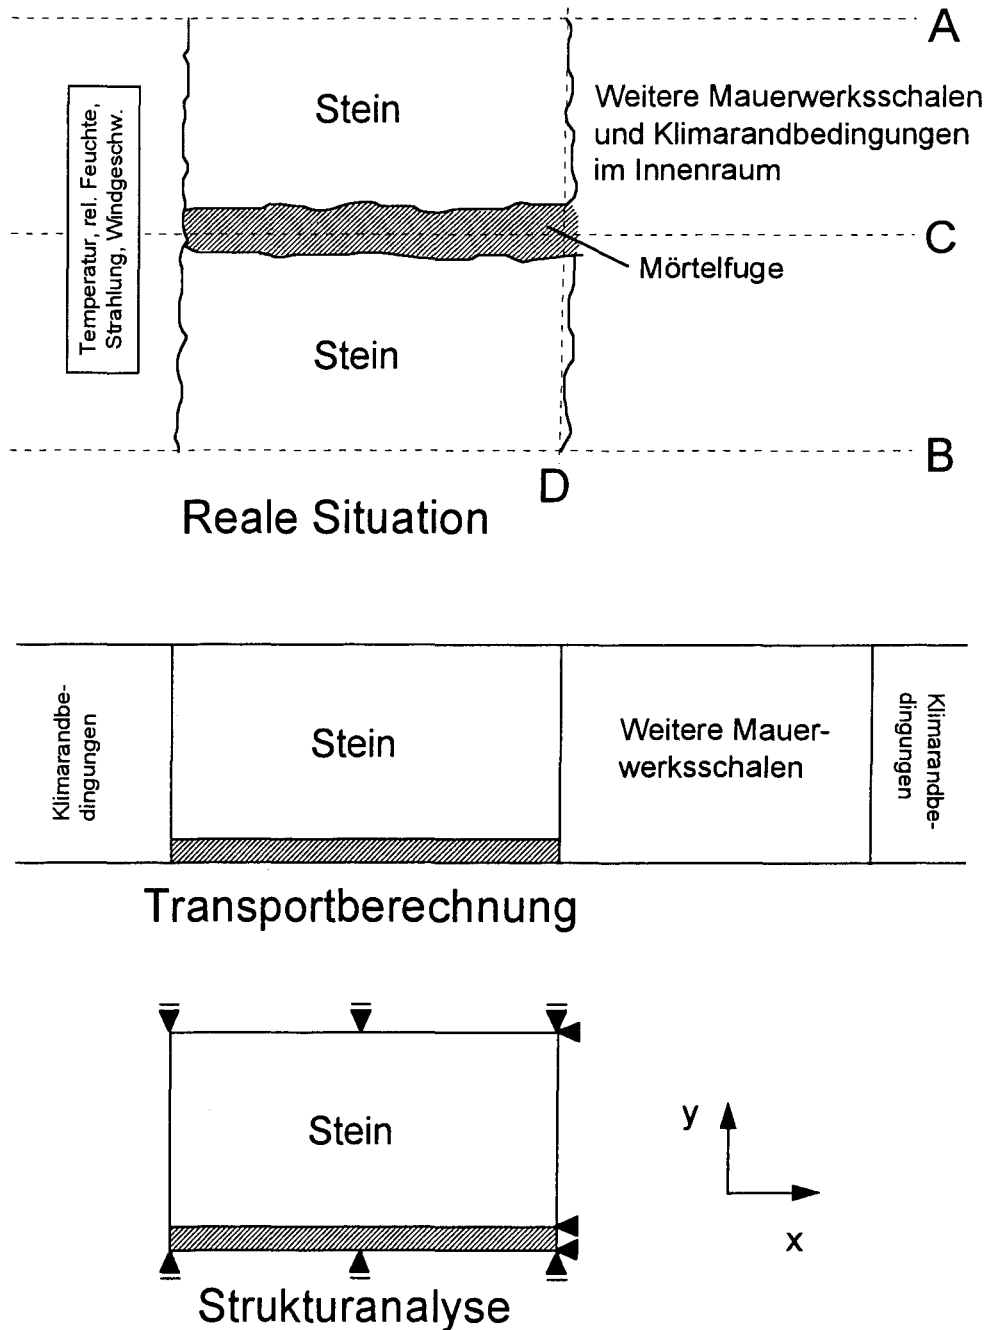 A
Stein
Weitere Mauerwerksschalen
und Klimarandbedingungen
im Innenraum
Temperatur, rel. Feuchte,
Strahlung, Windgeschw.
C
Mörtelfuge
Stein
B
D
Reale Situation
Klimarandbe-
dingungen
Stein
Weitere Mauer-
werksschalen
Klimarandbe-
dingungen
Transportberechnung
Stein
y
x
Strukturanalyse